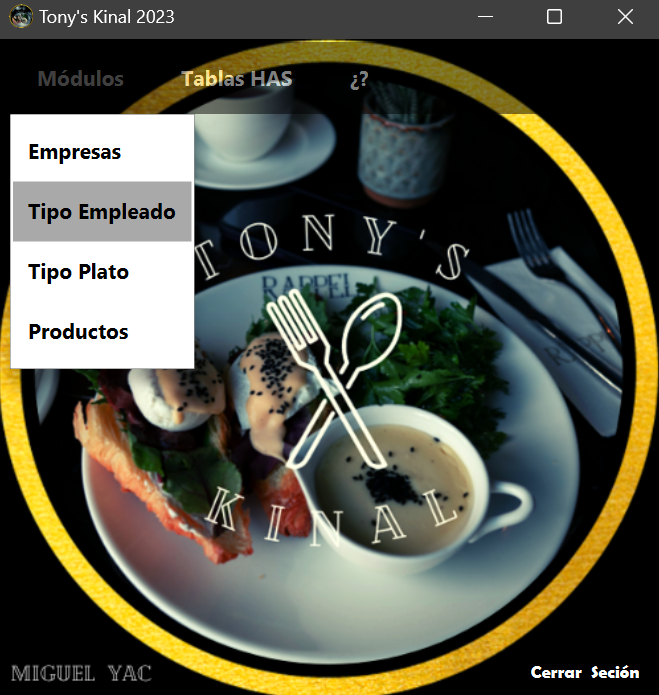 Tony's Kinal 2023
Módulos Tablas HAS ¿?
Empresas
Tipo Empleado
Tipo Plato
Productos
TONY'S
RAPPEL
RAPPEL
KINAL
MIGUEL YAC
Cerrar Seción